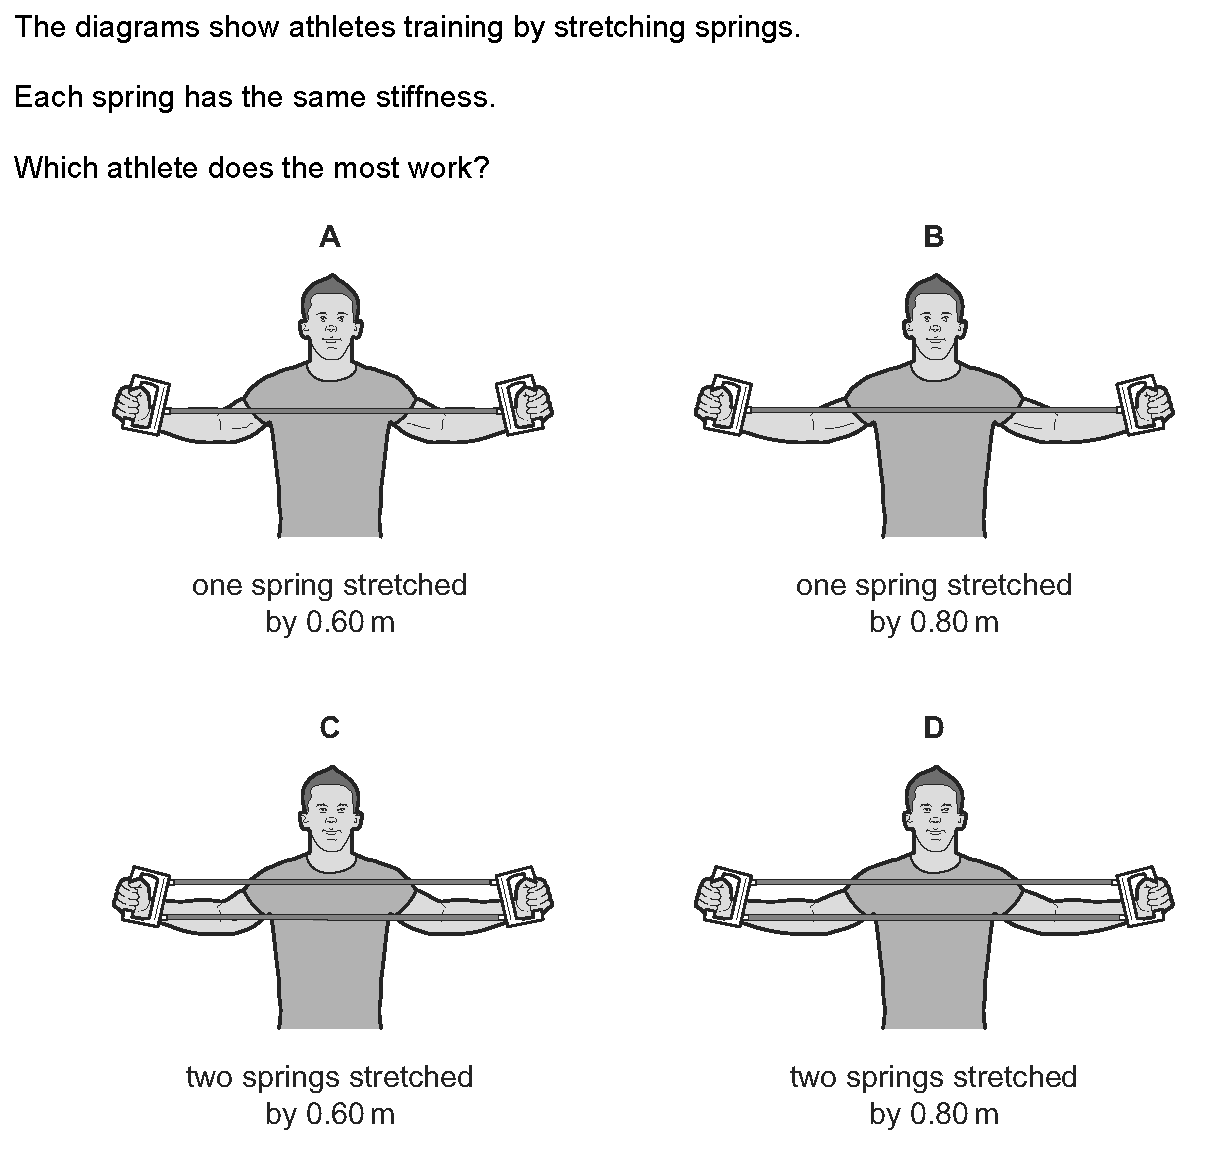 The diagrams show athletes training by stretching springs.
Each spring has the same stiffness.
Which athlete does the most work?
A
B
one spring stretched
by 0.60 m
one spring stretched
by 0.80 m
C
D
two springs stretched
by 0.60 m
two springs stretched
by 0.80 m